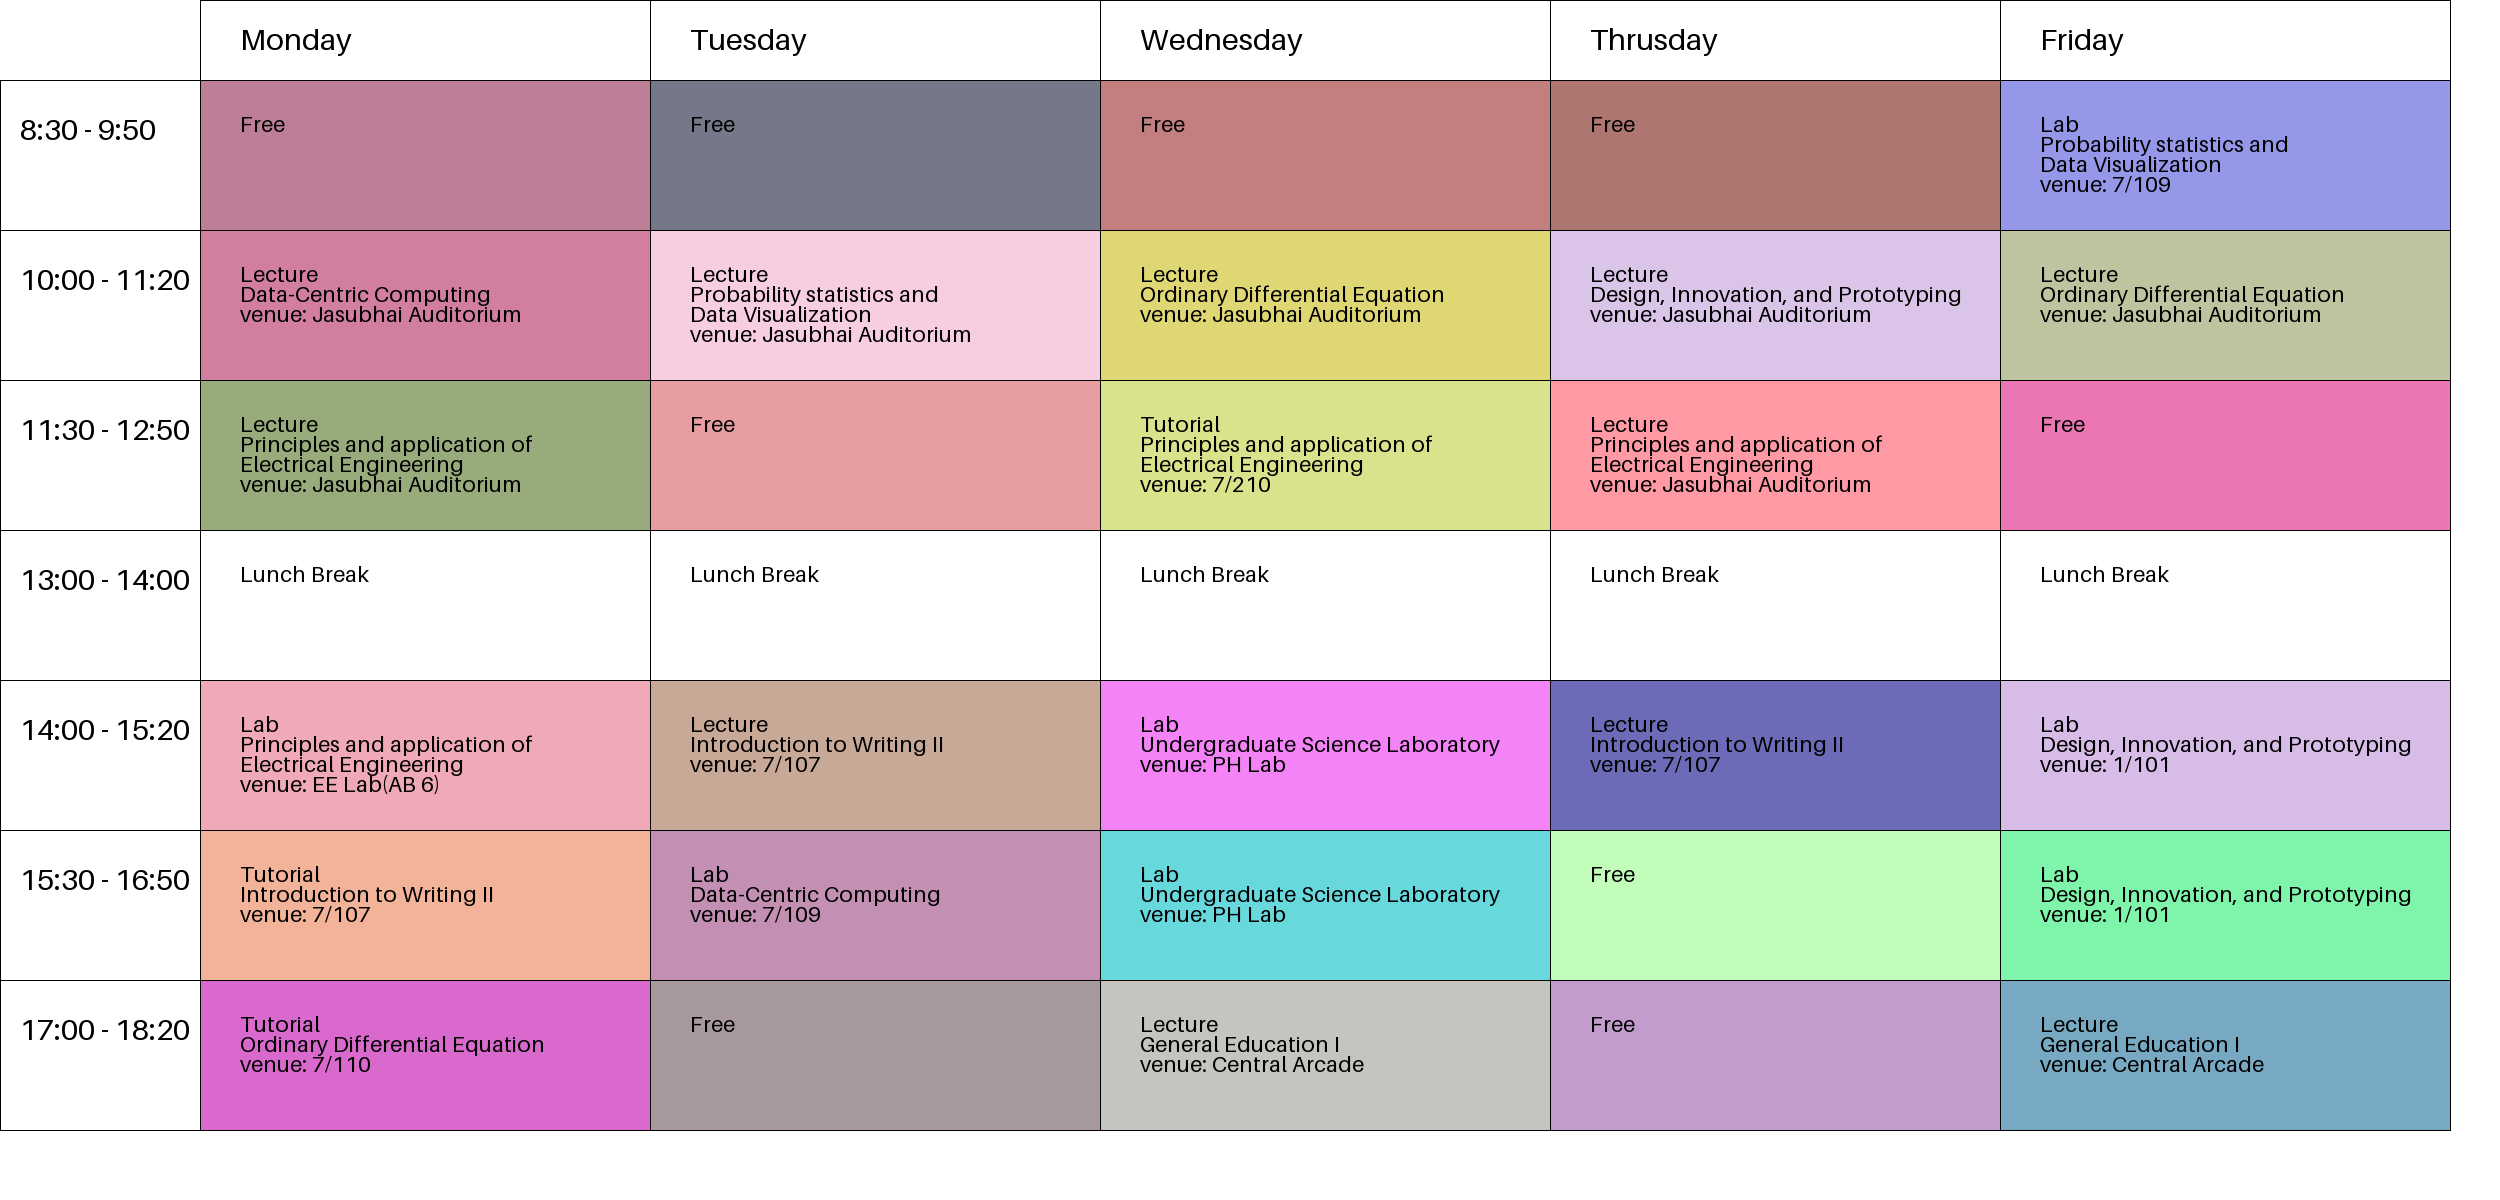 Monday
Tuesday
Wednesday
Thrusday
Friday
8:30 - 9:50
Free
Free
Free
Free
Lab
Probability statistics and
Data Visualization
venue: 7/109
10:00 - 11:20
Lecture
Data-Centric Computing
venue: Jasubhai Auditorium
Lecture
Probability statistics and
Data Visualization
venue: Jasubhai Auditorium
Lecture
Ordinary Differential Equation
venue: Jasubhai Auditorium
Lecture
Design, Innovation, and Prototyping
venue: Jasubhai Auditorium
Lecture
Ordinary Differential Equation
venue: Jasubhai Auditorium
11:30 - 12:50
Lecture
Principles and application of
Electrical Engineering
venue: Jasubhai Auditorium
Free
Tutorial
Principles and application of
Electrical Engineering
venue: 7/210
Lecture
Principles and application of
Electrical Engineering
venue: Jasubhai Auditorium
Free
13:00 - 14:00
Lunch Break
Lunch Break
Lunch Break
Lunch Break
Lunch Break
14:00 - 15:20
Lab
Principles and application of
Electrical Engineering
venue: EE Lab(AB 6)
Lecture
Introduction to Writing II
venue: 7/107
Lab
Undergraduate Science Laboratory
venue: PH Lab
Lecture
Introduction to Writing II
venue: 7/107
Lab
Design, Innovation, and Prototyping
venue: 1/101
15:30 - 16:50
Tutorial
Introduction to Writing II
venue: 7/107
Lab
Data-Centric Computing
venue: 7/109
Lab
Undergraduate Science Laboratory
venue: PH Lab
Free
Lab
Design, Innovation, and Prototyping
venue: 1/101
17:00 - 18:20
Tutorial
Ordinary Differential Equation
venue: 7/110
Free
Lecture
General Education I
venue: Central Arcade
Free
Lecture
General Education I
venue: Central Arcade